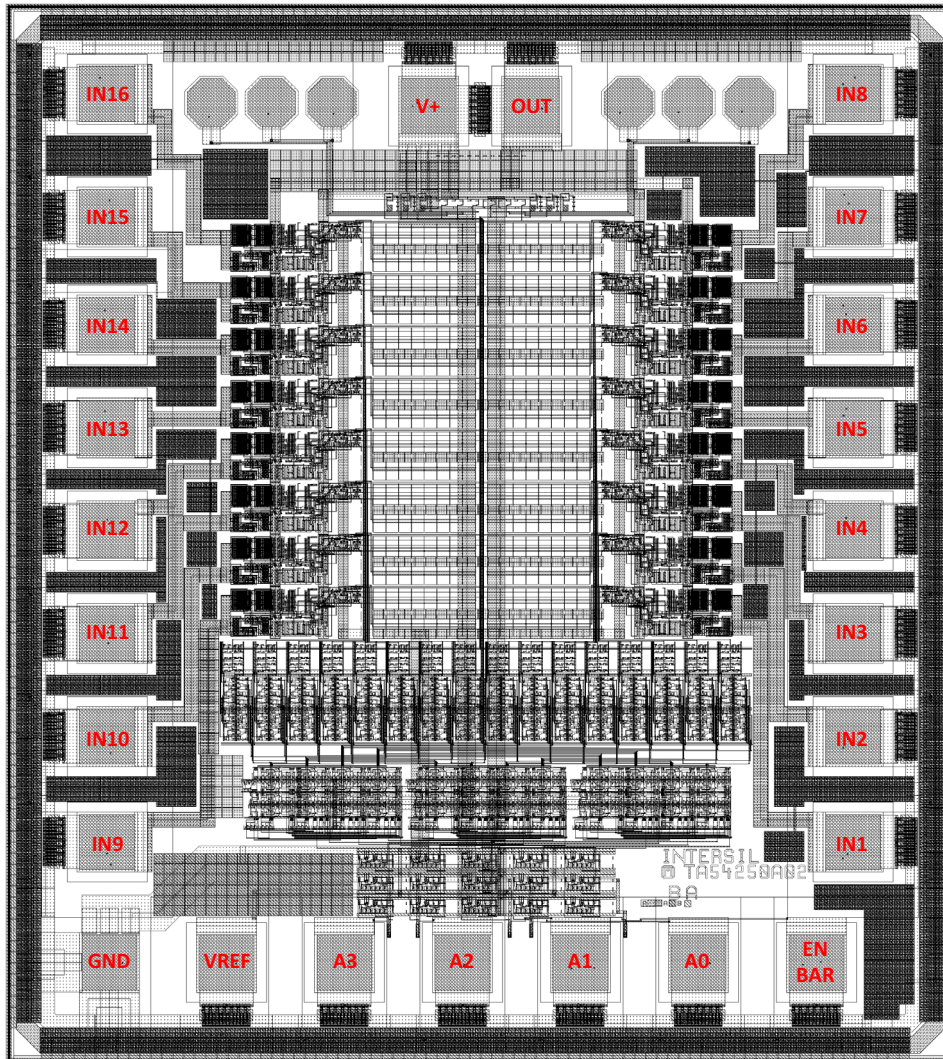 IN16
V+
OUT
IN8
IN15
IN7
IN14
IN6
IN13
IN5
IN12
IN4
IN11
IN3
IN10
IN2
IN9
IN1
INTERSIL
Ⓜ TA54250A02
BA
GND
VREF
A3
A2
A1
A0
EN
BAR